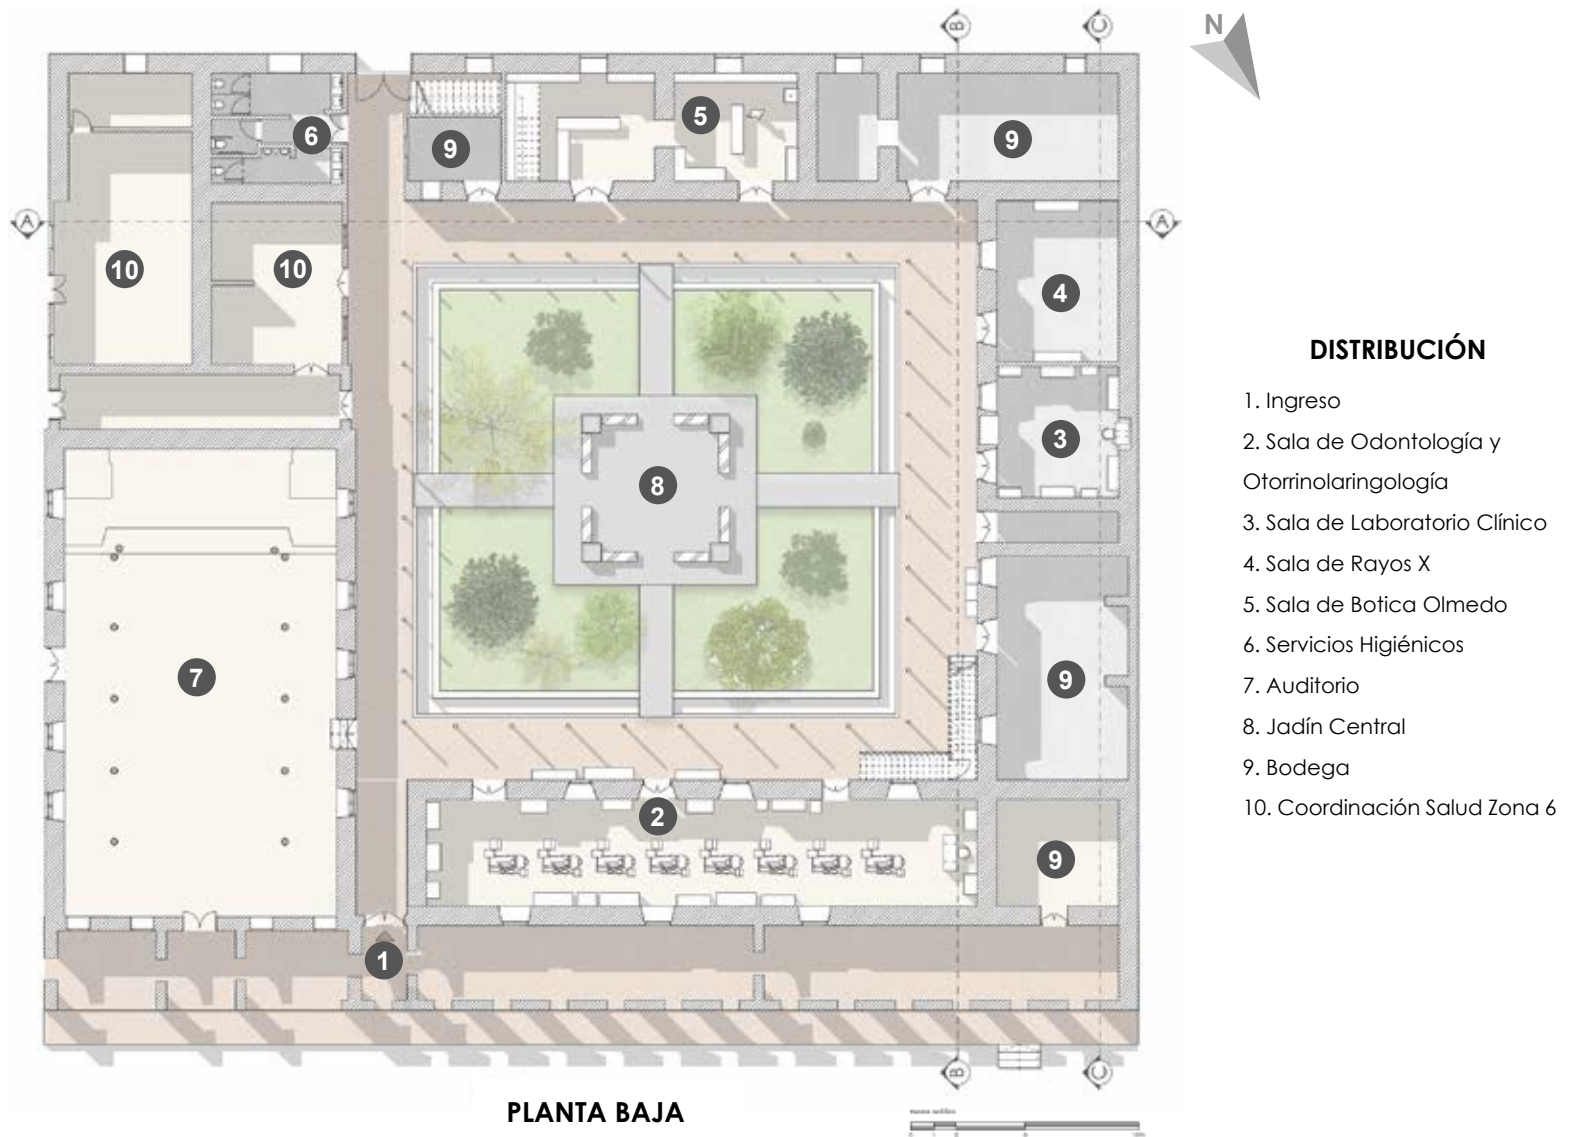 B
C
N
5
6
9
9
A
A
10
10
4
DISTRIBUCIÓN
1. Ingreso
2. Sala de Odontología y
Otorrinolaringología
3. Sala de Laboratorio Clínico
4. Sala de Rayos X
5. Sala de Botica Olmedo
6. Servicios Higiénicos
7. Auditorio
8. Jadín Central
9. Bodega
10. Coordinación Salud Zona 6
3
8
7
9
2
9
1
B
C
PLANTA BAJA